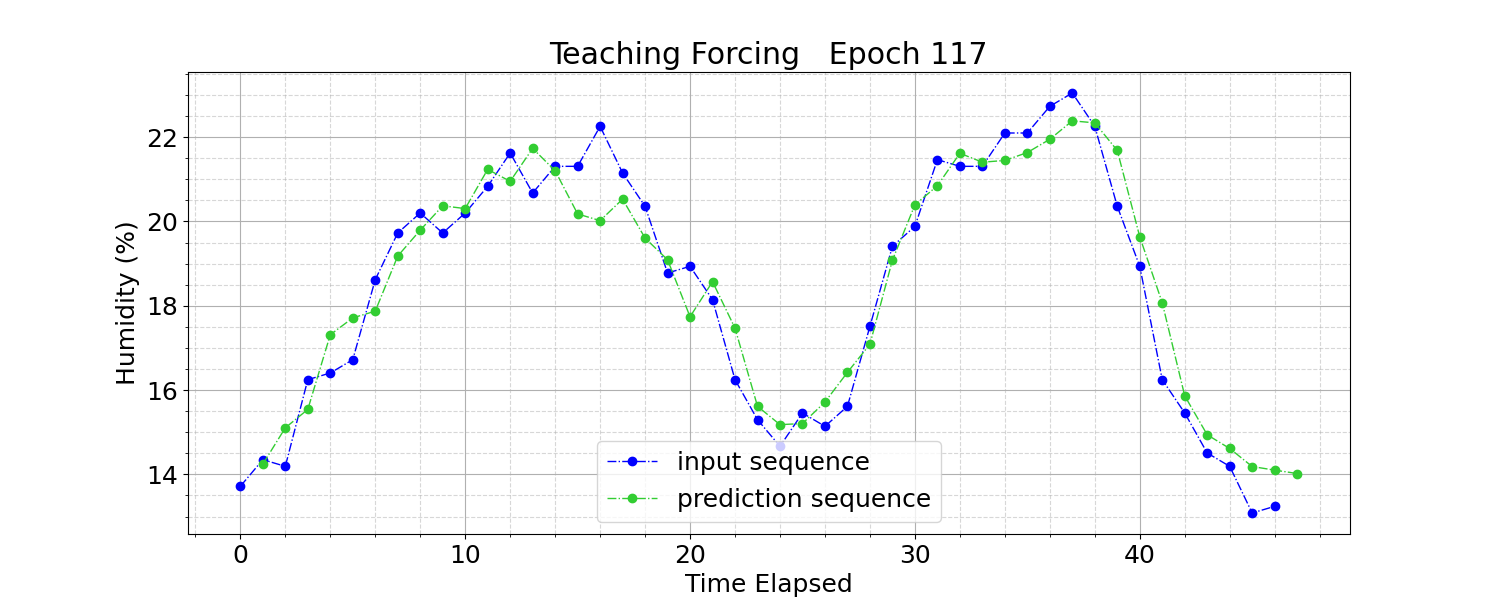 Teaching Forcing   Epoch 117
Humidity (%)
22
20
18
16
14
input sequence
prediction sequence
0 10 20 30 40
Time Elapsed